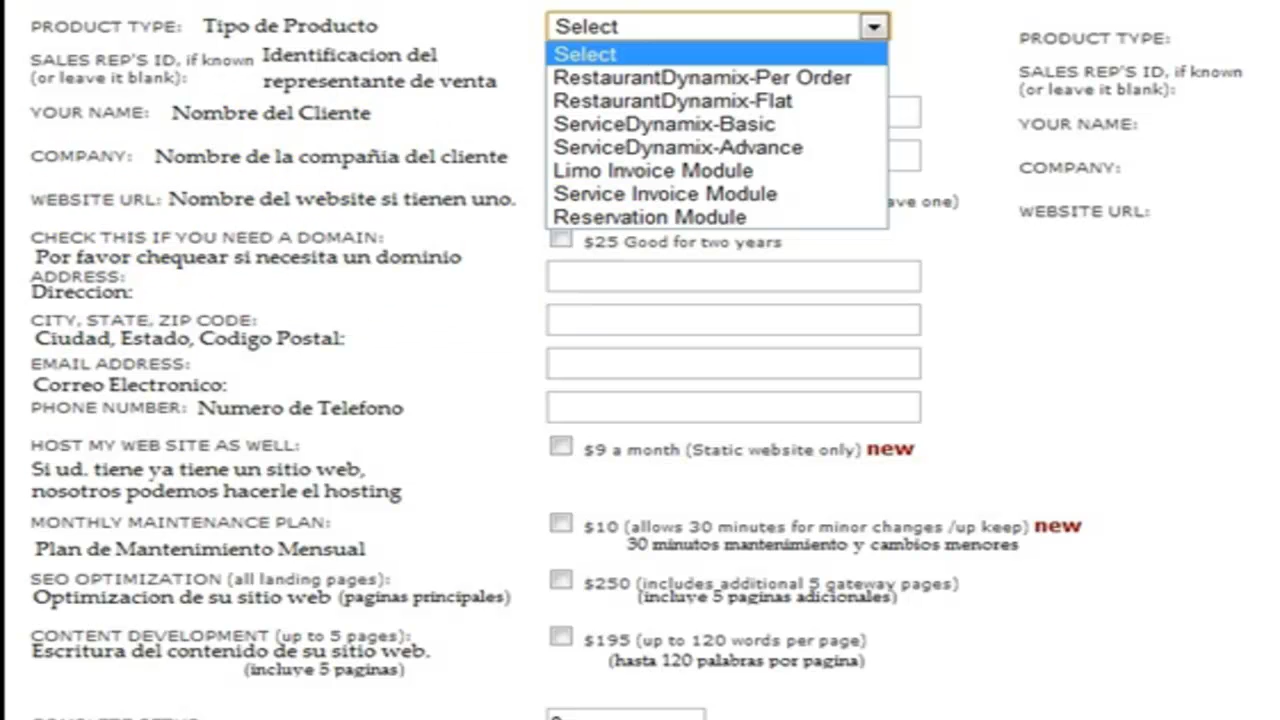 PRODUCT TYPE: Tipo de Producto
Select
Select
RestaurantDynamix-Per Order
RestaurantDynamix-Flat
ServiceDynamix-Basic
ServiceDynamix-Advance
Limo Invoice Module
Service Invoice Module
Reservation Module
SALES REP'S ID, if known Identificacion del
(or leave it blank): representante de venta
YOUR NAME: Nombre del Cliente
COMPANY: Nombre de la compañia del cliente
WEBSITE URL: Nombre del website si tienen uno.
ave one)
CHECK THIS IF YOU NEED A DOMAIN: $25 Good for two years
Por favor chequear si necesita un dominio
ADDRESS:
Direccion:
CITY, STATE, ZIP CODE:
Ciudad, Estado, Codigo Postal:
EMAIL ADDRESS:
Correo Electronico:
PHONE NUMBER: Numero de Telefono
HOST MY WEB SITE AS WELL: $9 a month (Static website only) new
Si ud. tiene ya tiene un sitio web,
nosotros podemos hacerle el hosting
MONTHLY MAINTENANCE PLAN: $10 (allows 30 minutes for minor changes /up keep) new
30 minutos mantenimiento y cambios menores
Plan de Mantenimiento Mensual
SEO OPTIMIZATION (all landing pages): $250 (includes additional 5 gateway pages)
Optimizacion de su sitio web (paginas principales) (incluye 5 paginas adicionales)
CONTENT DEVELOPMENT (up to 5 pages): $195 (up to 120 words per page)
Escritura del contenido de su sitio web. (hasta 120 palabras por pagina)
(incluye 5 paginas)
PRODUCT TYPE:
SALES REP'S ID, if known
(or leave it blank):
YOUR NAME:
COMPANY:
WEBSITE URL: